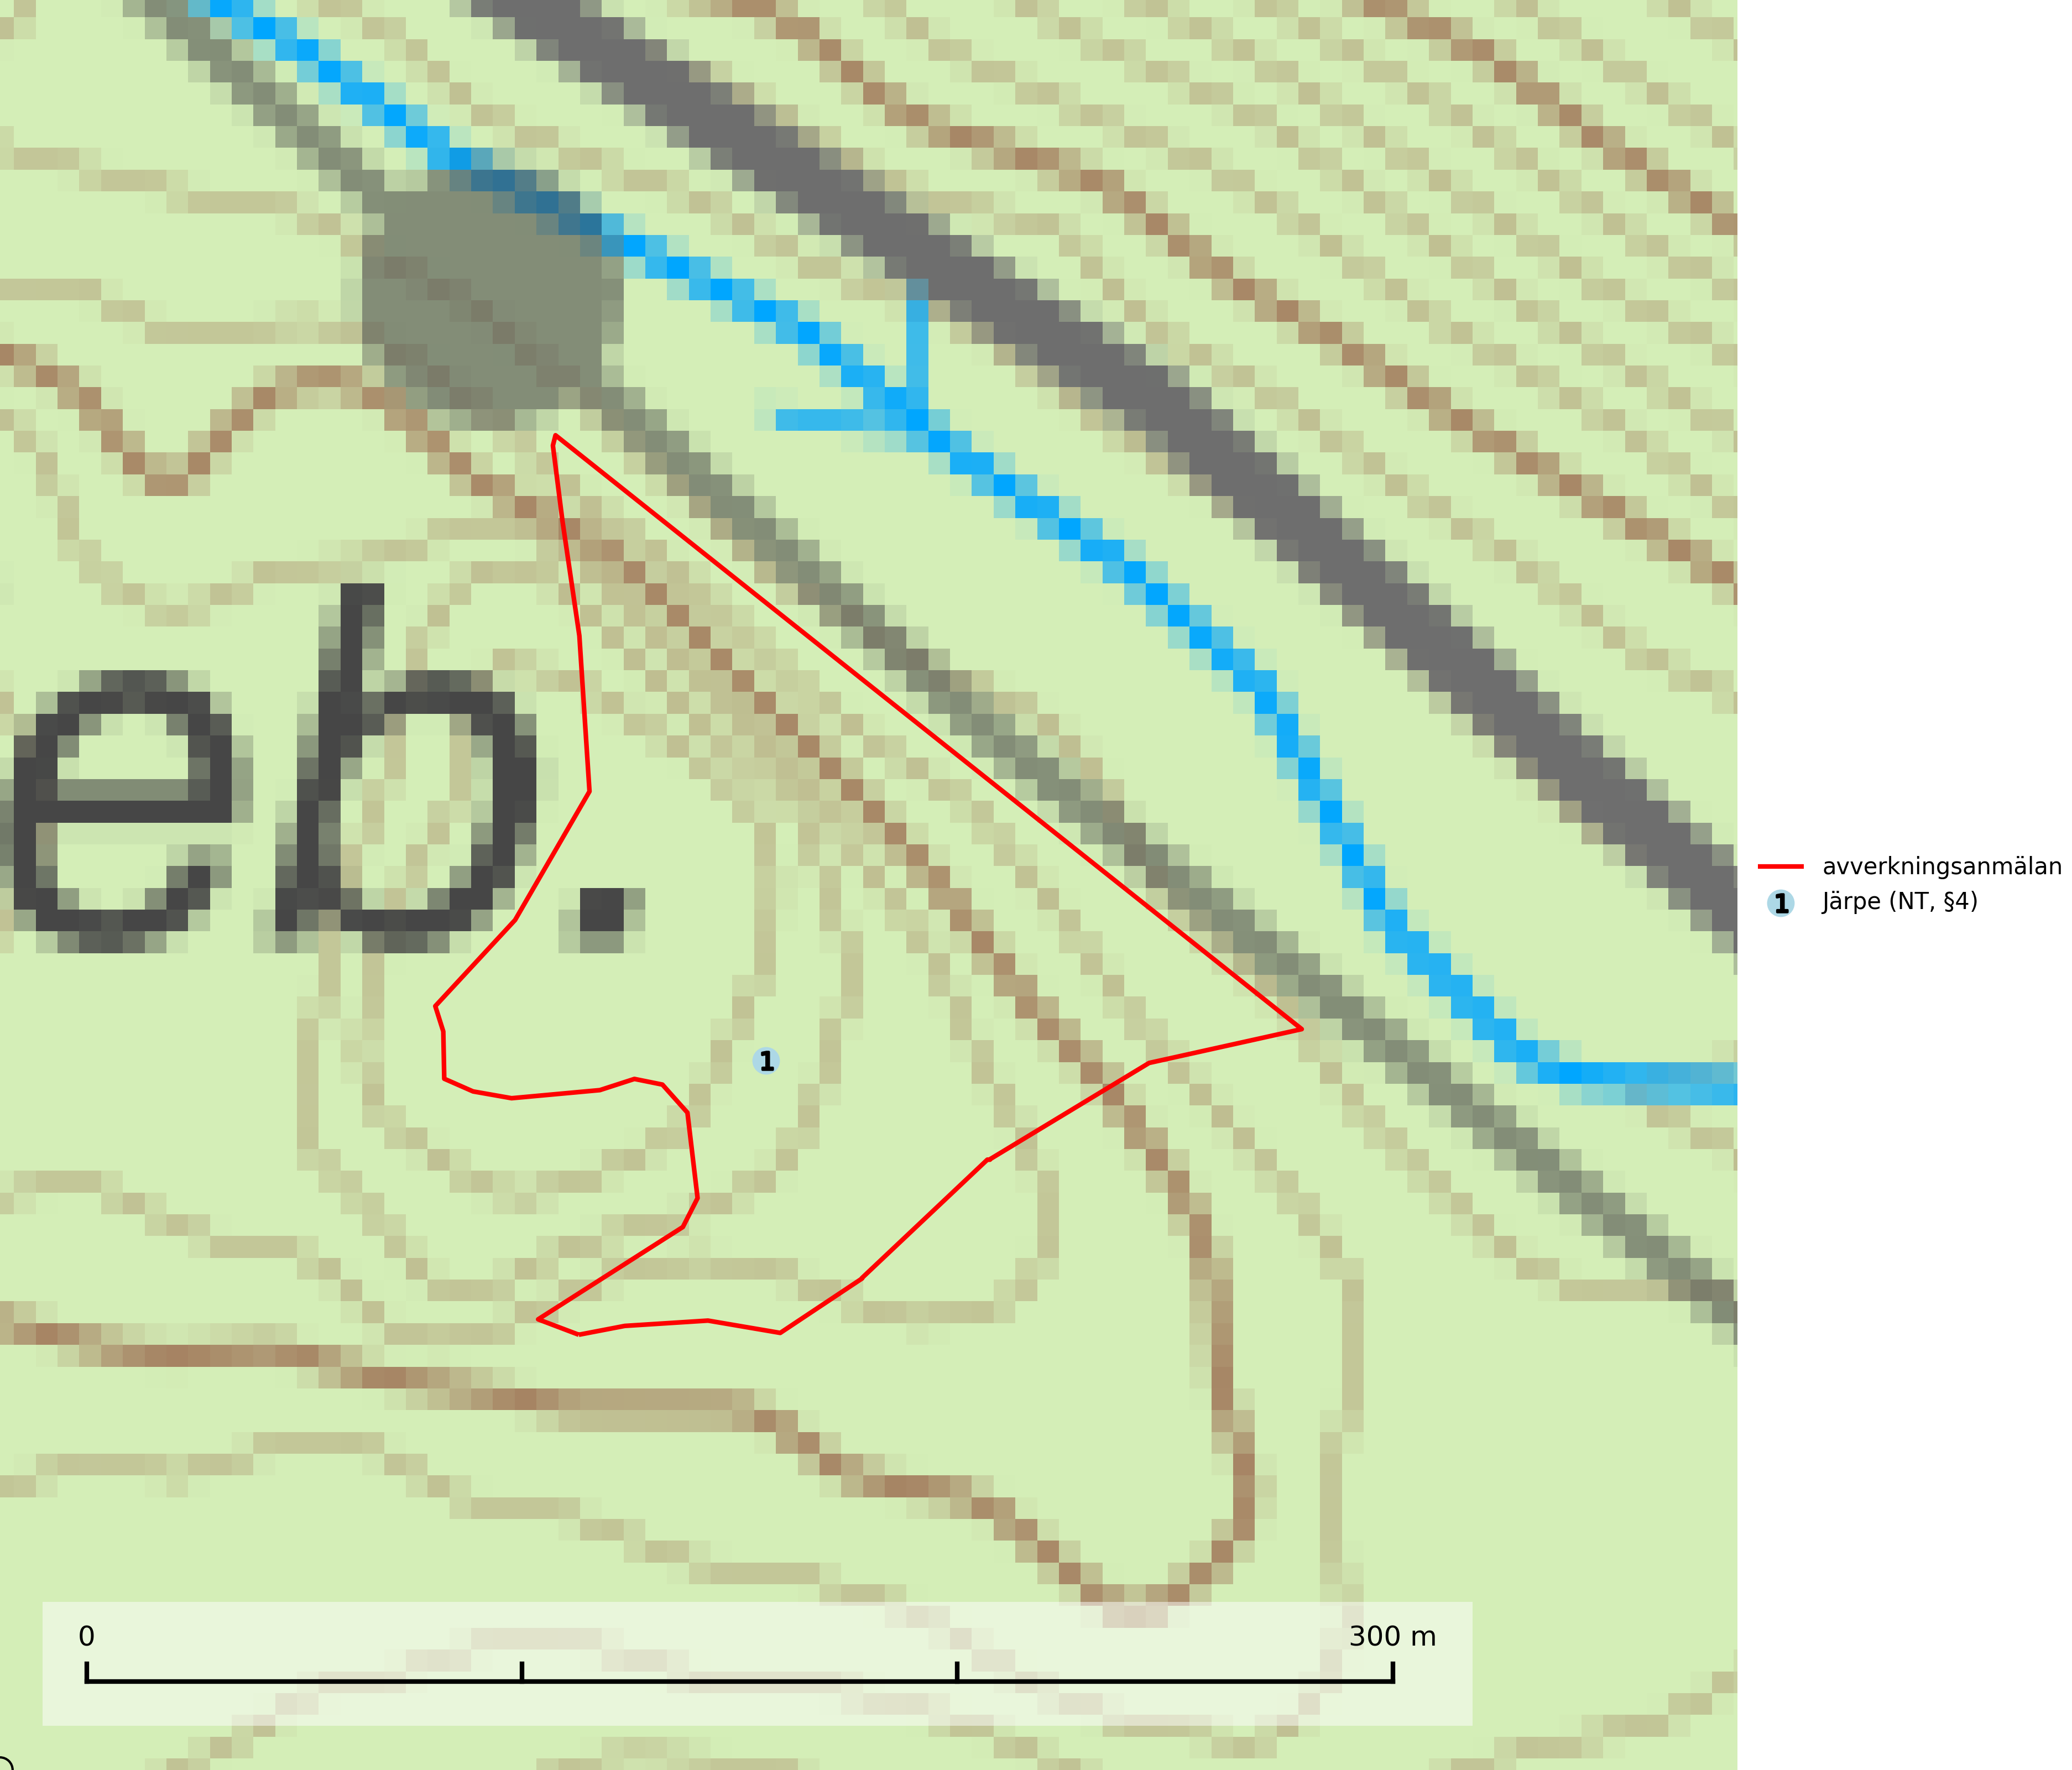 eb.
1
avverkningsanmälan
1 Järpe (NT, §4)
0 300 m